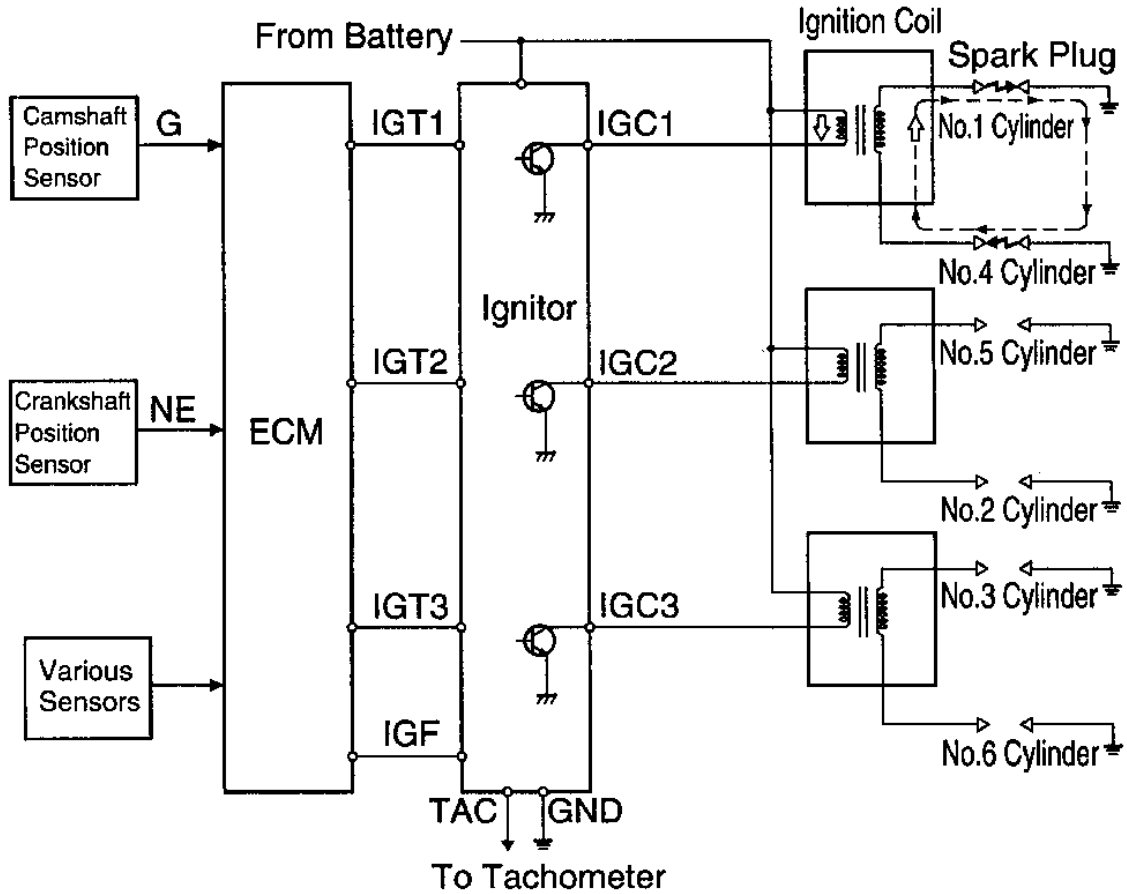 From Battery
Ignition Coil
Spark Plug
Camshaft
Position
Sensor
G
IGT1
IGC1
No.1 Cylinder
No.4 Cylinder
Ignitor
IGT2
IGC2
No.5 Cylinder
Crankshaft
Position
Sensor
NE
ECM
No.2 Cylinder
IGT3
IGC3
No.3 Cylinder
Various
Sensors
IGF
No.6 Cylinder
TAC
GND
To Tachometer